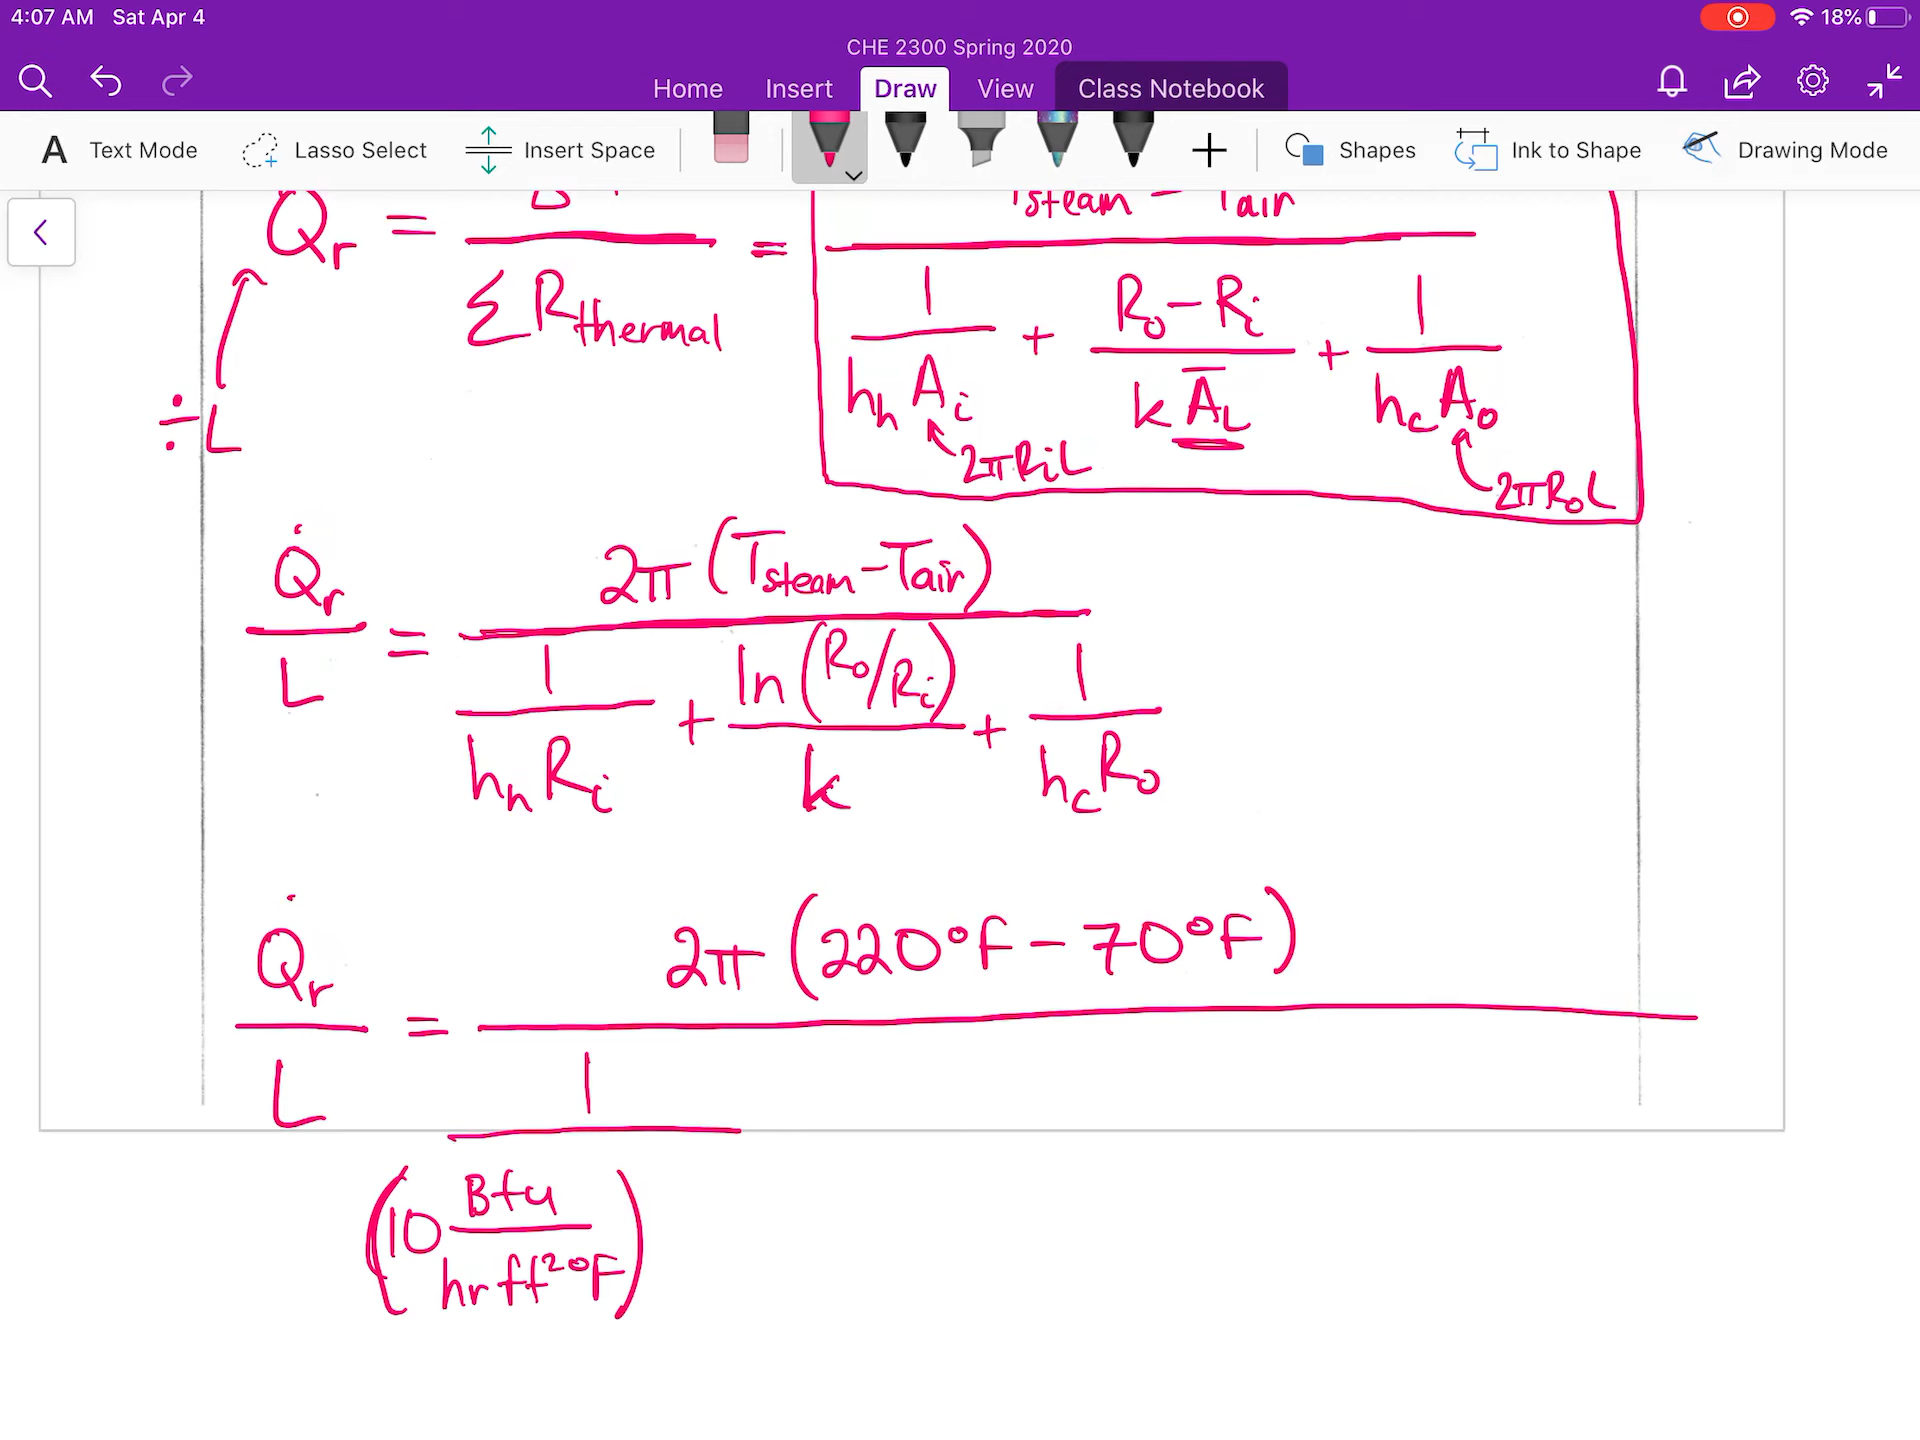 4:07 AM Sat Apr 4 18%
CHE 2300 Spring 2020
Home Insert Draw View Class Notebook
A Text Mode Lasso Select Insert Space Shapes Ink to Shape Drawing Mode
Tsteam - Tair
Qr = / ΣRthermal =
1 / hh Ai + Ro - Ri / k AL + 1 / hc Ao
÷ L
2πRiL
2πRoL
Q̇r / L = 2π (Tsteam - Tair) / 1 / hh Ri + ln (Ro/Ri) / k + 1 / hc Ro
Q̇r / L = 2π (220°F - 70°F)
1
(10 Btu / hr ft²°F)